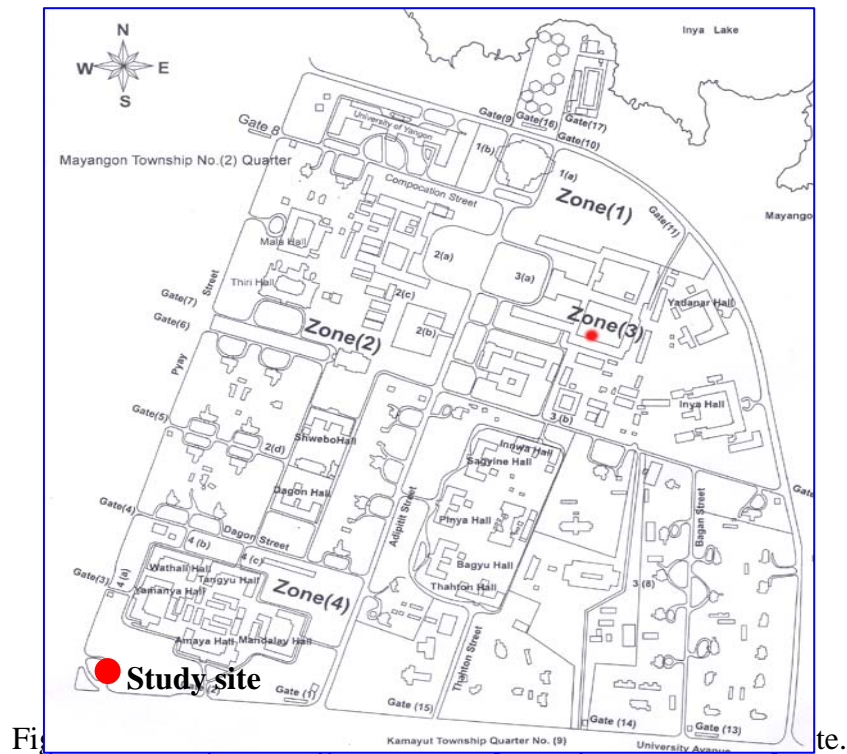 N
Inya Lake
W E
S
Gate(9) Gate(16) Gate(17)
Gate 8
University of Yangon
Gate(10)
Mayangon Township No.(2) Quarter
1(b)
1(a)
Compocation Street
Zone(1)
Gate(11)
Mayangon
Mala Hall
2(a)
3(a)
Thiri Hall
Street
2(c)
Yadanar Hall
Gate(7)
Gate(6)
Zone(2)
2(b)
Zone(3)
Pyay
Inya Hall
Gate(5)
3 (b)
2(d)
ShweboHall
Innwa Hall
Sagyine Hall
Dagon Hall
Gate(4)
Adipitit Street
Pinya Hall
Bagan Street
Dagon Street
4 (b)
4 (c)
Bagyu Hall
Gate(3)
4 (a)
Wathali Hall
Tangyu Hall
Zone(4)
Thahton Hall
3 (8)
Yamanya Hall
Amaya Hall
Mandalay Hall
Thahton Street
Study site
Gate (1)
Gate (15)
Gate (14)
Gate (13)
Kamayut Township Quarter No. (9)
University Avenue
te.